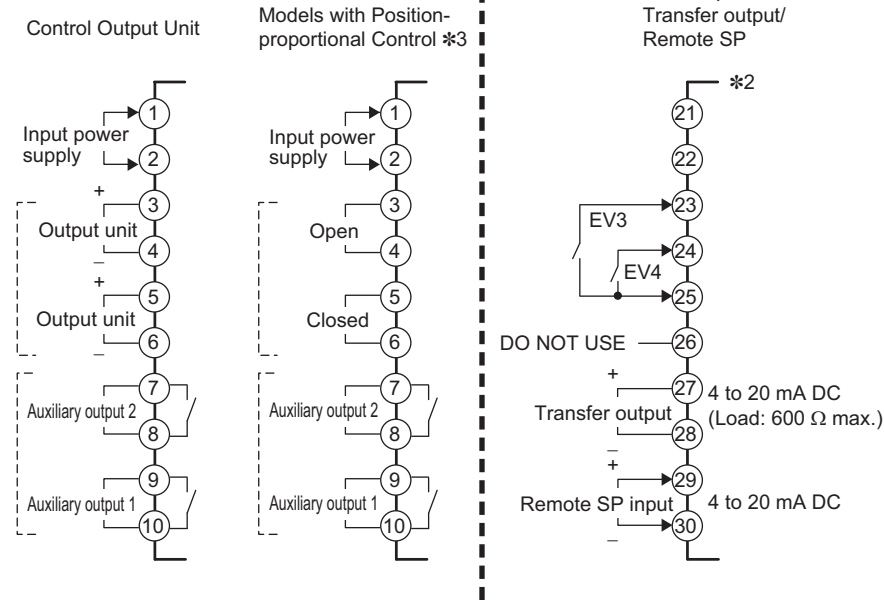 Control Output Unit
Models with Position-
proportional Control ✽3
Transfer output/
Remote SP
✽2
Input power
supply
1
2
+
3
Output unit
4
–
+
5
Output unit
6
–
7
Auxiliary output 2
8
9
Auxiliary output 1
10
Input power
supply
1
2
3
Open
4
5
Closed
6
7
Auxiliary output 2
8
9
Auxiliary output 1
10
21
22
23
EV3
24
EV4
25
DO NOT USE
26
+
27
Transfer output
28
–
4 to 20 mA DC
(Load: 600 Ω max.)
+
29
Remote SP input
30
–
4 to 20 mA DC